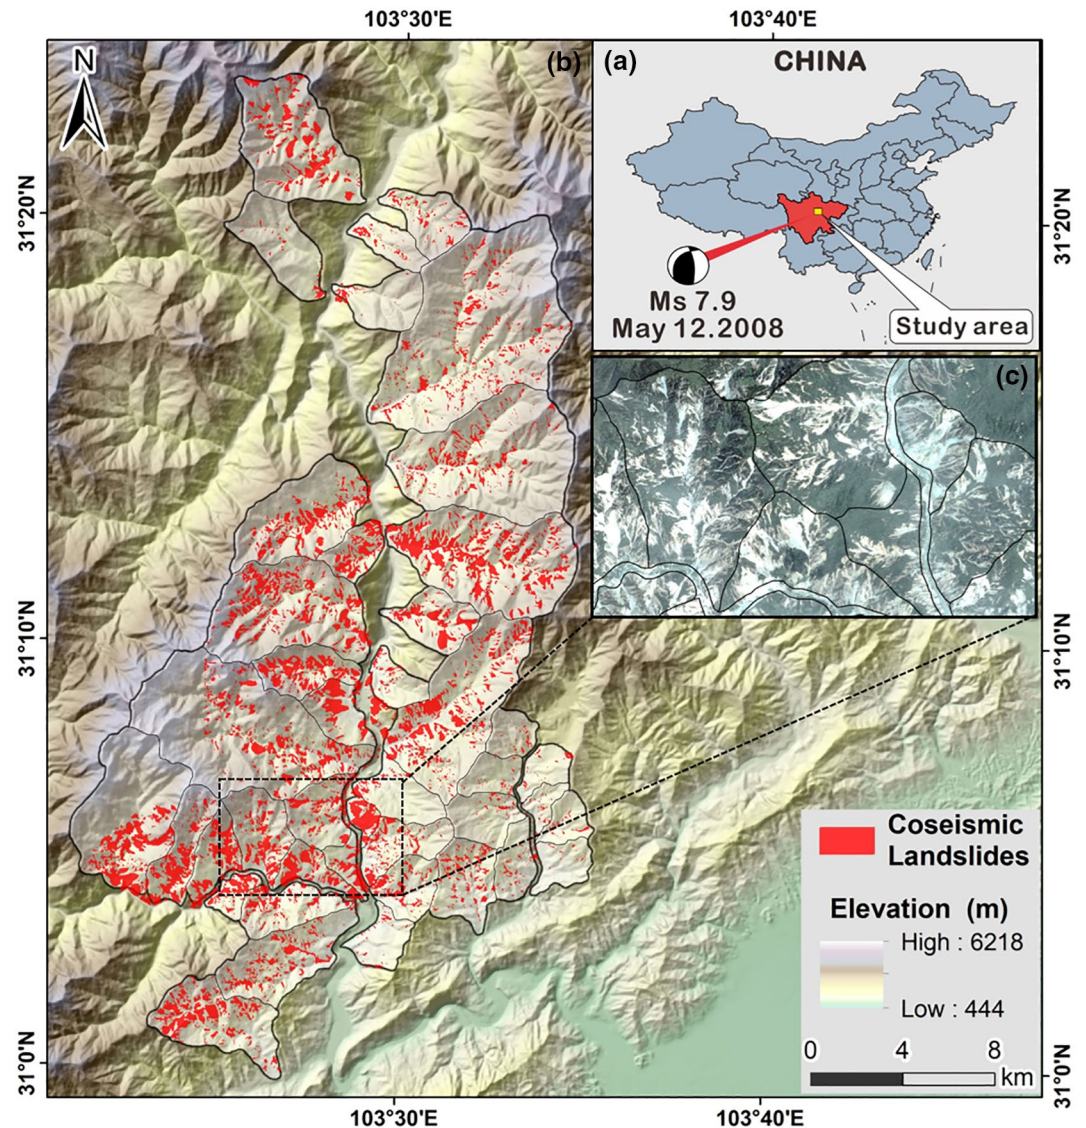 103°30'E
103°40'E
N
(b)
(a)
CHINA
31°20'N
31°20'N
Ms 7.9
May 12.2008
Study area
(c)
31°10'N
31°10'N
Coseismic
Landslides
Elevation (m)
High : 6218
Low : 444
0 4 8
km
31°0'N
31°0'N
103°30'E
103°40'E